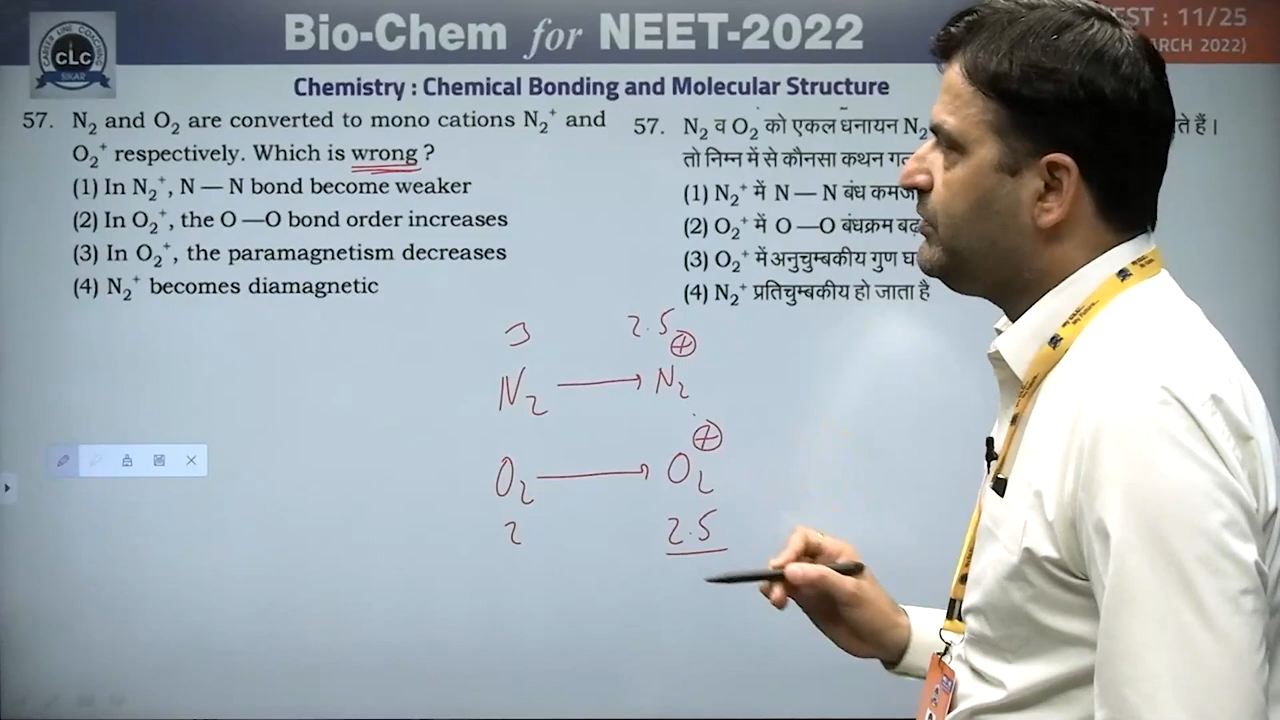 CAREER LINE COACHING
CLC
SIKAR
Bio-Chem for NEET-2022
TEST : 11/25
MARCH 2022)
Chemistry : Chemical Bonding and Molecular Structure
57. N₂ and O₂ are converted to mono cations N₂⁺ and
O₂⁺ respectively. Which is wrong ?
(1) In N₂⁺, N — N bond become weaker
(2) In O₂⁺, the O —O bond order increases
(3) In O₂⁺, the paramagnetism decreases
(4) N₂⁺ becomes diamagnetic
57. N₂ व O₂ को एकल धनायन N₂ ते हैं।
तो निम्न में से कौनसा कथन
(1) N₂⁺ में N — N बंध
(2) O₂⁺ में O —O बंधक्रम
(3) O₂⁺ में अनुचुम्बकीय गुण
(4) N₂⁺ प्रतिचुम्बकीय हो जाता है
3 2.5
N₂ → N₂⊕
O₂ → O₂⊕
2 2.5